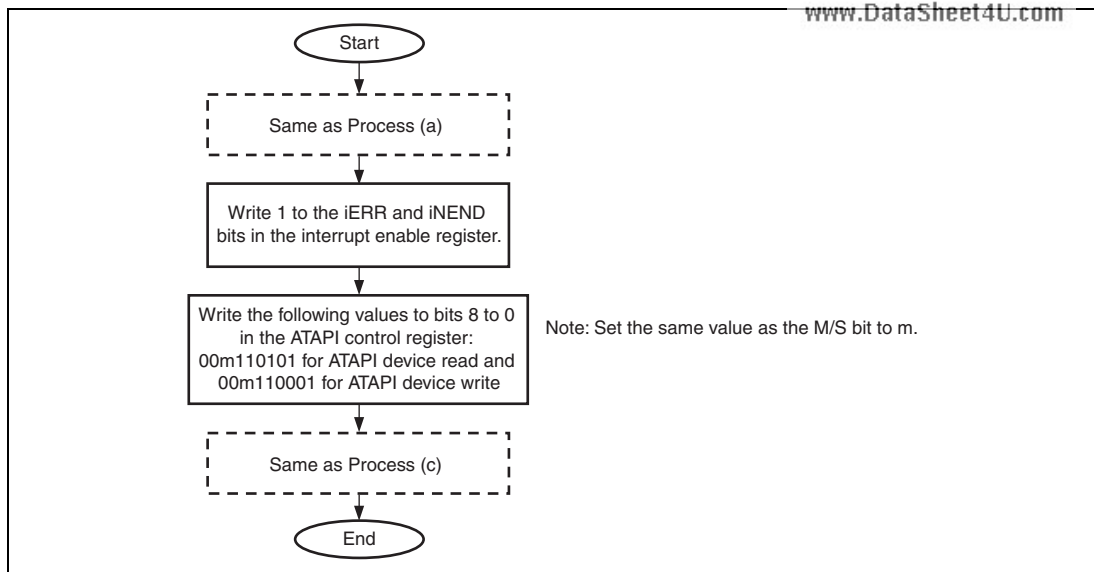 www.DataSheet4U.com
Start
Same as Process (a)
Write 1 to the iERR and iNEND
bits in the interrupt enable register.
Write the following values to bits 8 to 0
in the ATAPI control register:
00m110101 for ATAPI device read and
00m110001 for ATAPI device write
Note: Set the same value as the M/S bit to m.
Same as Process (c)
End